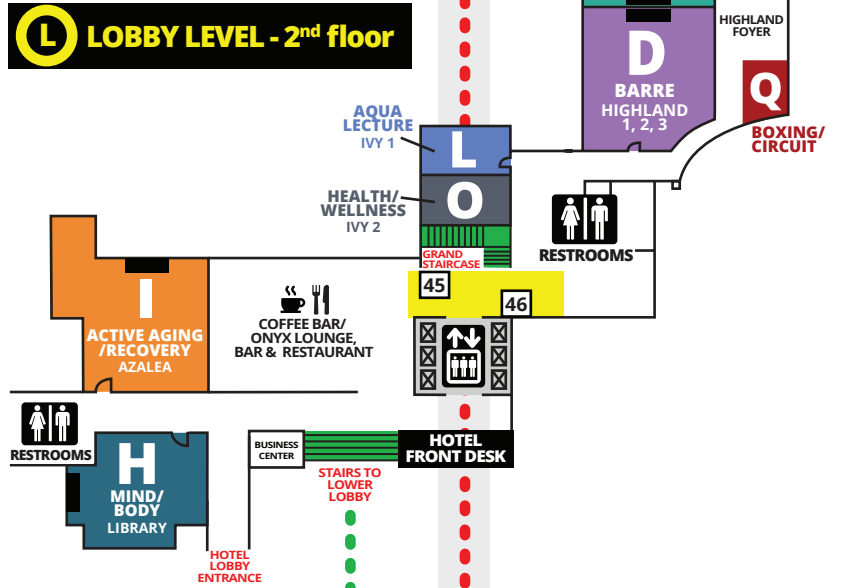 L LOBBY LEVEL - 2nd floor
HIGHLAND
FOYER
D
BARRE
HIGHLAND
1, 2, 3
Q
BOXING/
CIRCUIT
AQUA
LECTURE
IVY 1
L
HEALTH/
WELLNESS
IVY 2
O
GRAND
STAIRCASE
RESTROOMS
45
46
I
ACTIVE AGING
/RECOVERY
AZALEA
COFFEE BAR/
ONYX LOUNGE,
BAR & RESTAURANT
RESTROOMS
H
MIND/
BODY
LIBRARY
BUSINESS
CENTER
HOTEL
FRONT DESK
STAIRS TO
LOWER
LOBBY
HOTEL
LOBBY
ENTRANCE